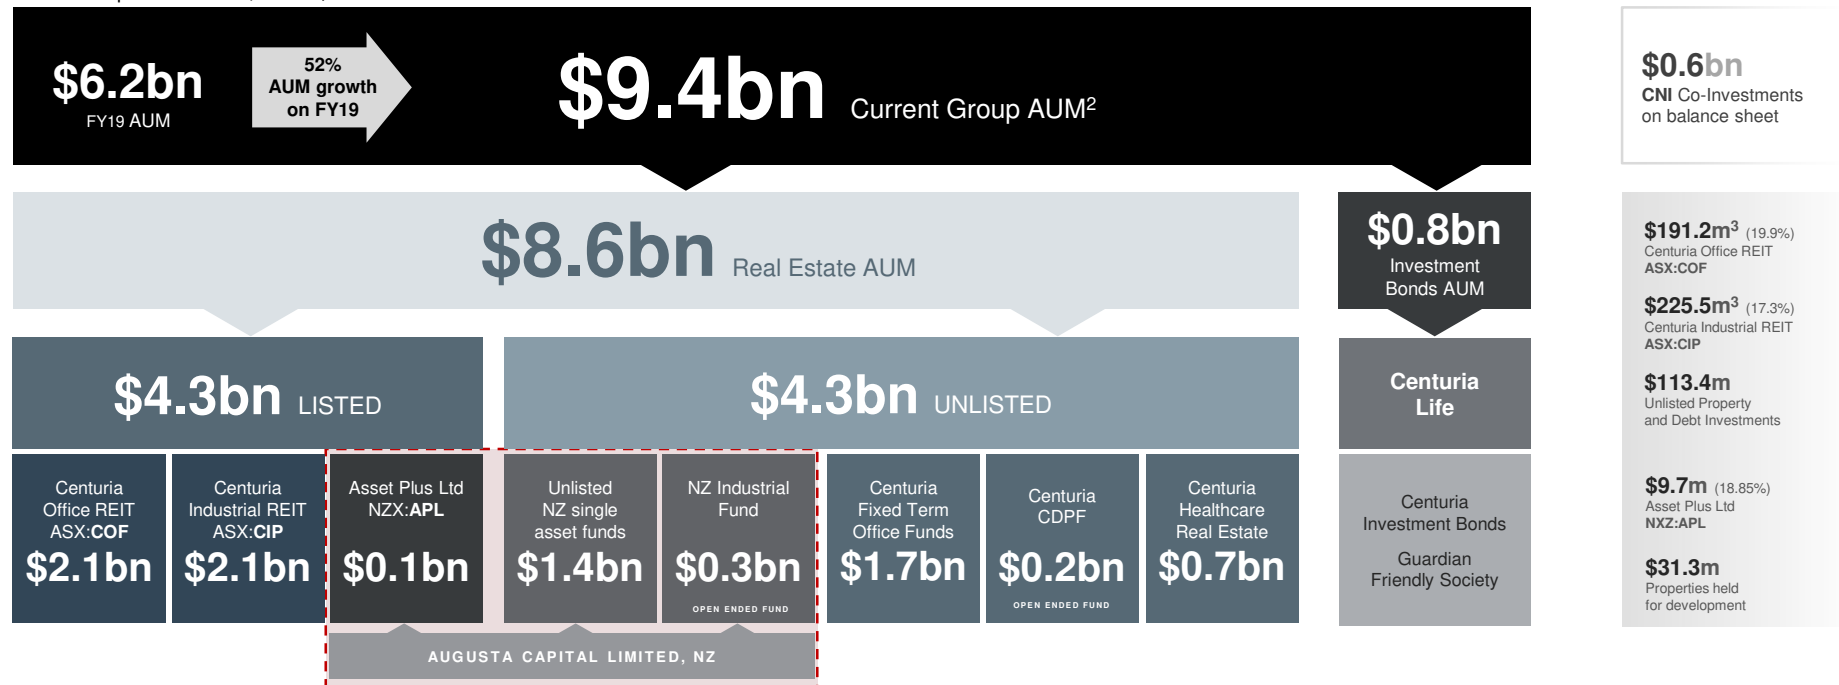 $6.2bn
FY19 AUM
52%
AUM growth
on FY19
$9.4bn Current Group AUM²
$0.6bn
CNI Co-Investments
on balance sheet
$8.6bn Real Estate AUM
$0.8bn
Investment
Bonds AUM
$4.3bn LISTED
$4.3bn UNLISTED
Centuria
Life
Centuria
Office REIT
ASX:COF
$2.1bn
Centuria
Industrial REIT
ASX:CIP
$2.1bn
Asset Plus Ltd
NZX:APL
$0.1bn
Unlisted
NZ single
asset funds
$1.4bn
NZ Industrial
Fund
$0.3bn
OPEN ENDED FUND
Centuria
Fixed Term
Office Funds
$1.7bn
Centuria
CDPF
$0.2bn
OPEN ENDED FUND
Centuria
Healthcare
Real Estate
$0.7bn
Centuria
Investment Bonds
Guardian
Friendly Society
AUGUSTA CAPITAL LIMITED, NZ
$191.2m³ (19.9%)
Centuria Office REIT
ASX:COF
$225.5m³ (17.3%)
Centuria Industrial REIT
ASX:CIP
$113.4m
Unlisted Property
and Debt Investments
$9.7m (18.85%)
Asset Plus Ltd
NXZ:APL
$31.3m
Properties held
for development